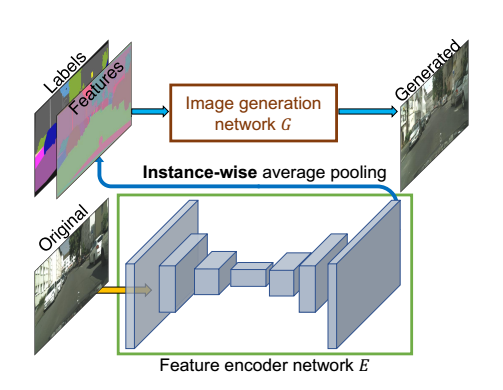 Labels
Features
Image generation
network G
Generated
Instance-wise average pooling
Original
Feature encoder network E